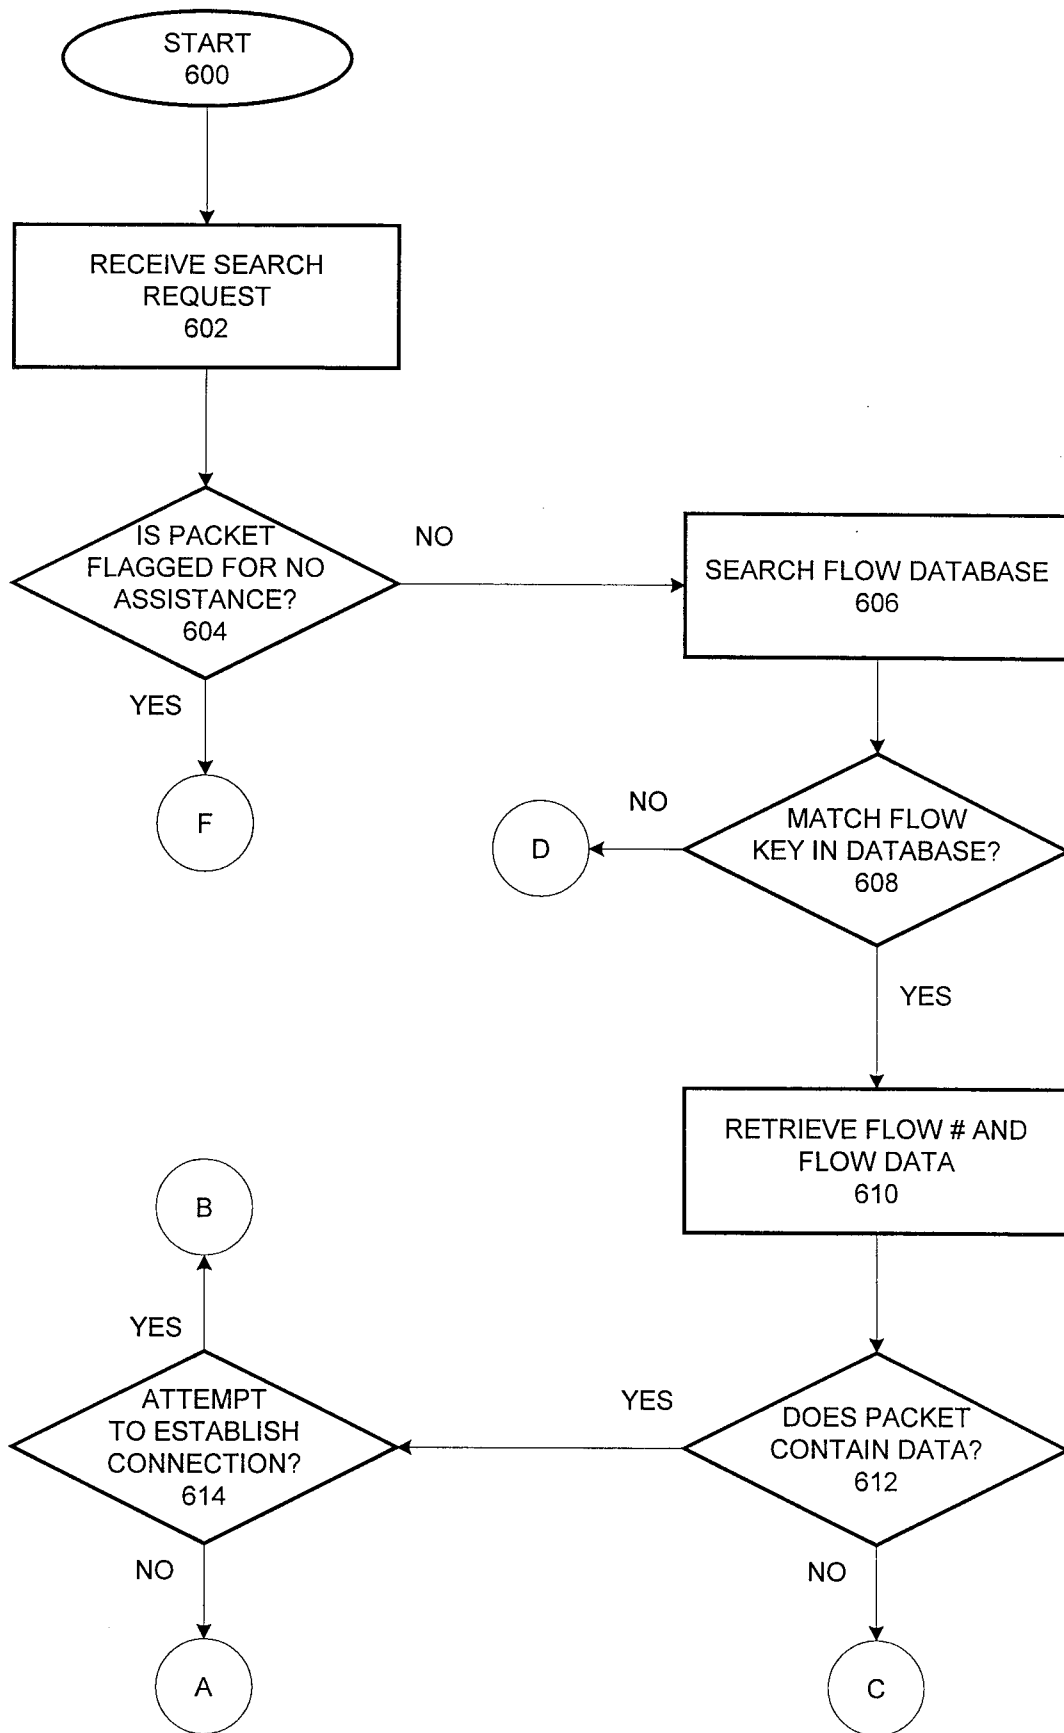 START
600
RECEIVE SEARCH
REQUEST
602
IS PACKET
FLAGGED FOR NO
ASSISTANCE?
604
NO
YES
F
SEARCH FLOW DATABASE
606
MATCH FLOW
KEY IN DATABASE?
608
NO
D
YES
RETRIEVE FLOW # AND
FLOW DATA
610
DOES PACKET
CONTAIN DATA?
612
YES
NO
C
ATTEMPT
TO ESTABLISH
CONNECTION?
614
YES
B
NO
A